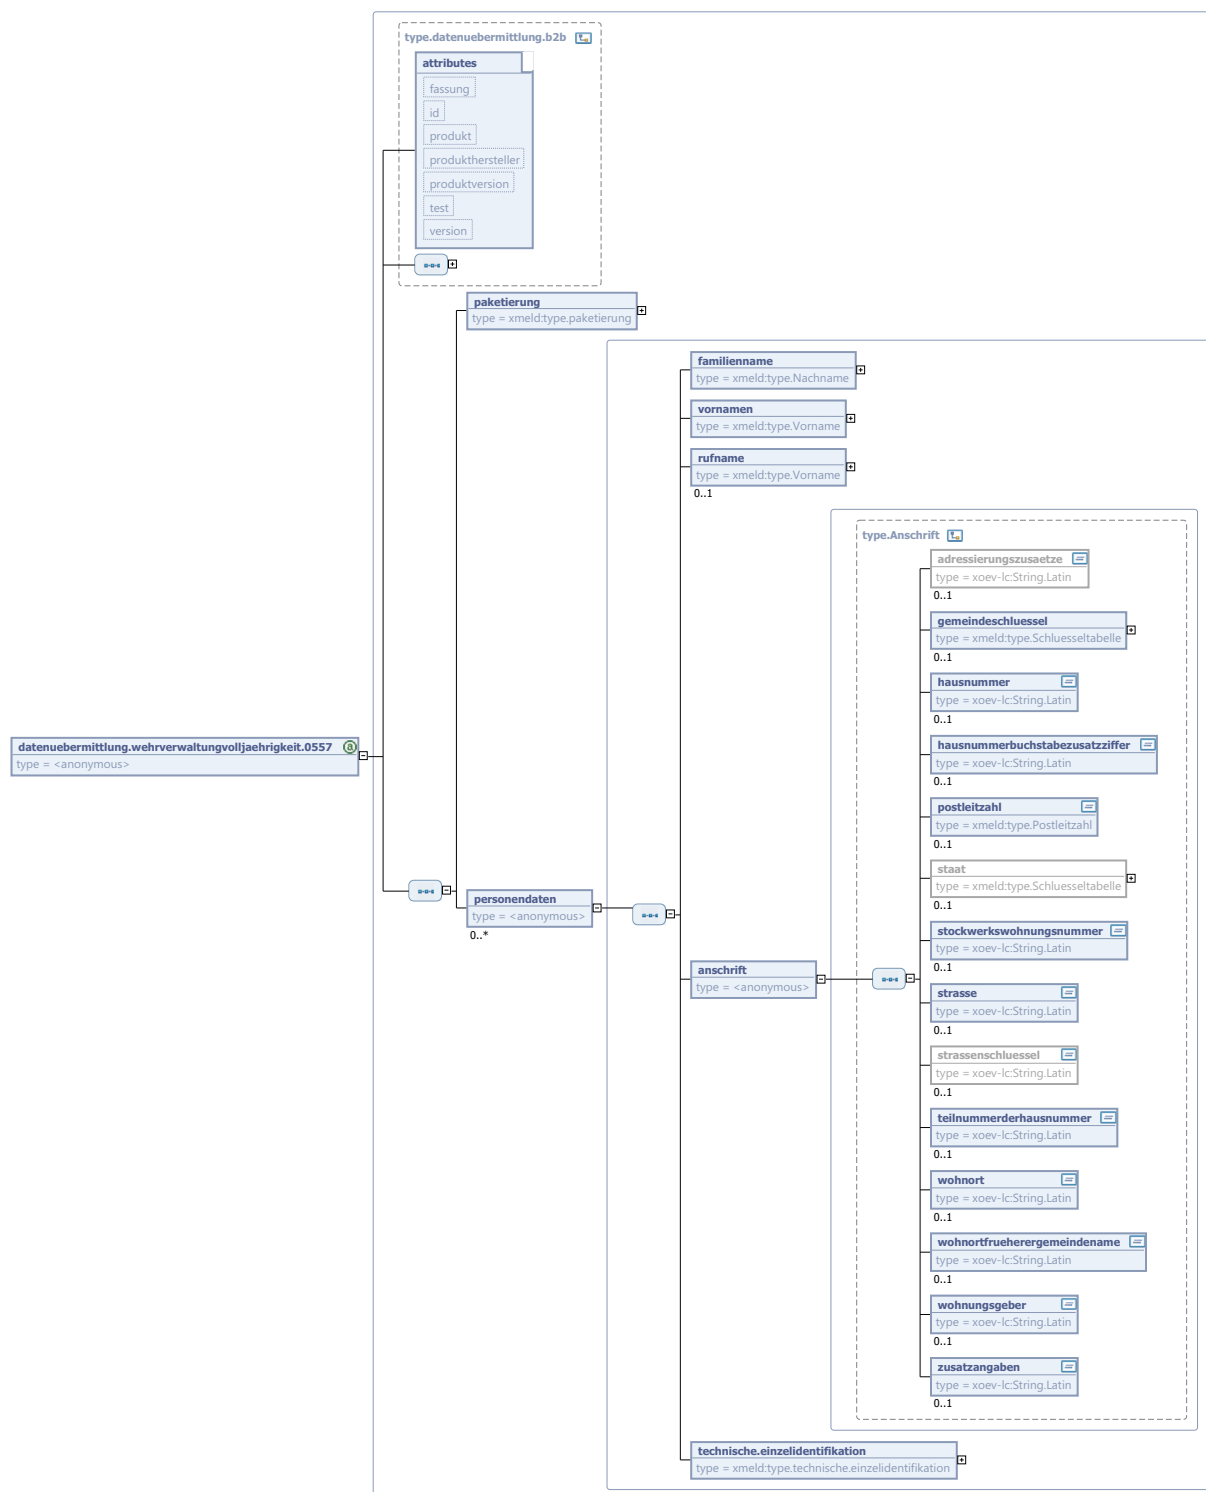 type.datenuebermittlung.b2b
attributes
fassung
id
produkt
produkthersteller
produktversion
test
version
paketierung
type = xmeld:type.paketierung
familienname
type = xmeld:type.Nachname
vornamen
type = xmeld:type.Vorname
rufname
type = xmeld:type.Vorname
0..1
type.Anschrift
adressierungszusaetze
type = xoev-lc:String.Latin
0..1
gemeindeschluessel
type = xmeld:type.Schluesseltabelle
0..1
hausnummer
type = xoev-lc:String.Latin
0..1
datenuebermittlung.wehrverwaltungvolljaehrigkeit.0557 a
type = <anonymous>
hausnummerbuchstabezusatzziffer
type = xoev-lc:String.Latin
0..1
postleitzahl
type = xmeld:type.Postleitzahl
0..1
staat
type = xmeld:type.Schluesseltabelle
0..1
personendaten
type = <anonymous>
0..*
stockwerkswohnungsnummer
type = xoev-lc:String.Latin
0..1
anschrift
type = <anonymous>
strasse
type = xoev-lc:String.Latin
0..1
strassenschluessel
type = xoev-lc:String.Latin
0..1
teilnummerderhausnummer
type = xoev-lc:String.Latin
0..1
wohnort
type = xoev-lc:String.Latin
0..1
wohnortfrueherergemeindename
type = xoev-lc:String.Latin
0..1
wohnungsgeber
type = xoev-lc:String.Latin
0..1
zusatzangaben
type = xoev-lc:String.Latin
0..1
technische.einzelidentifikation
type = xmeld:type.technische.einzelidentifikation